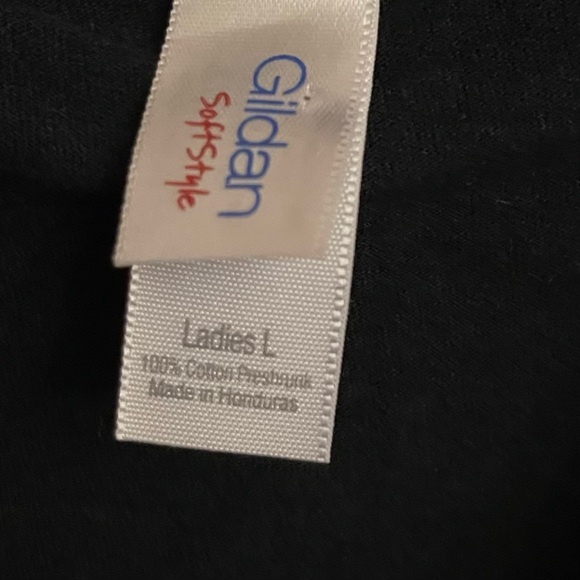 Gildan
SoftStyle
Ladies L
100% Cotton Preshrunk
Made in Honduras